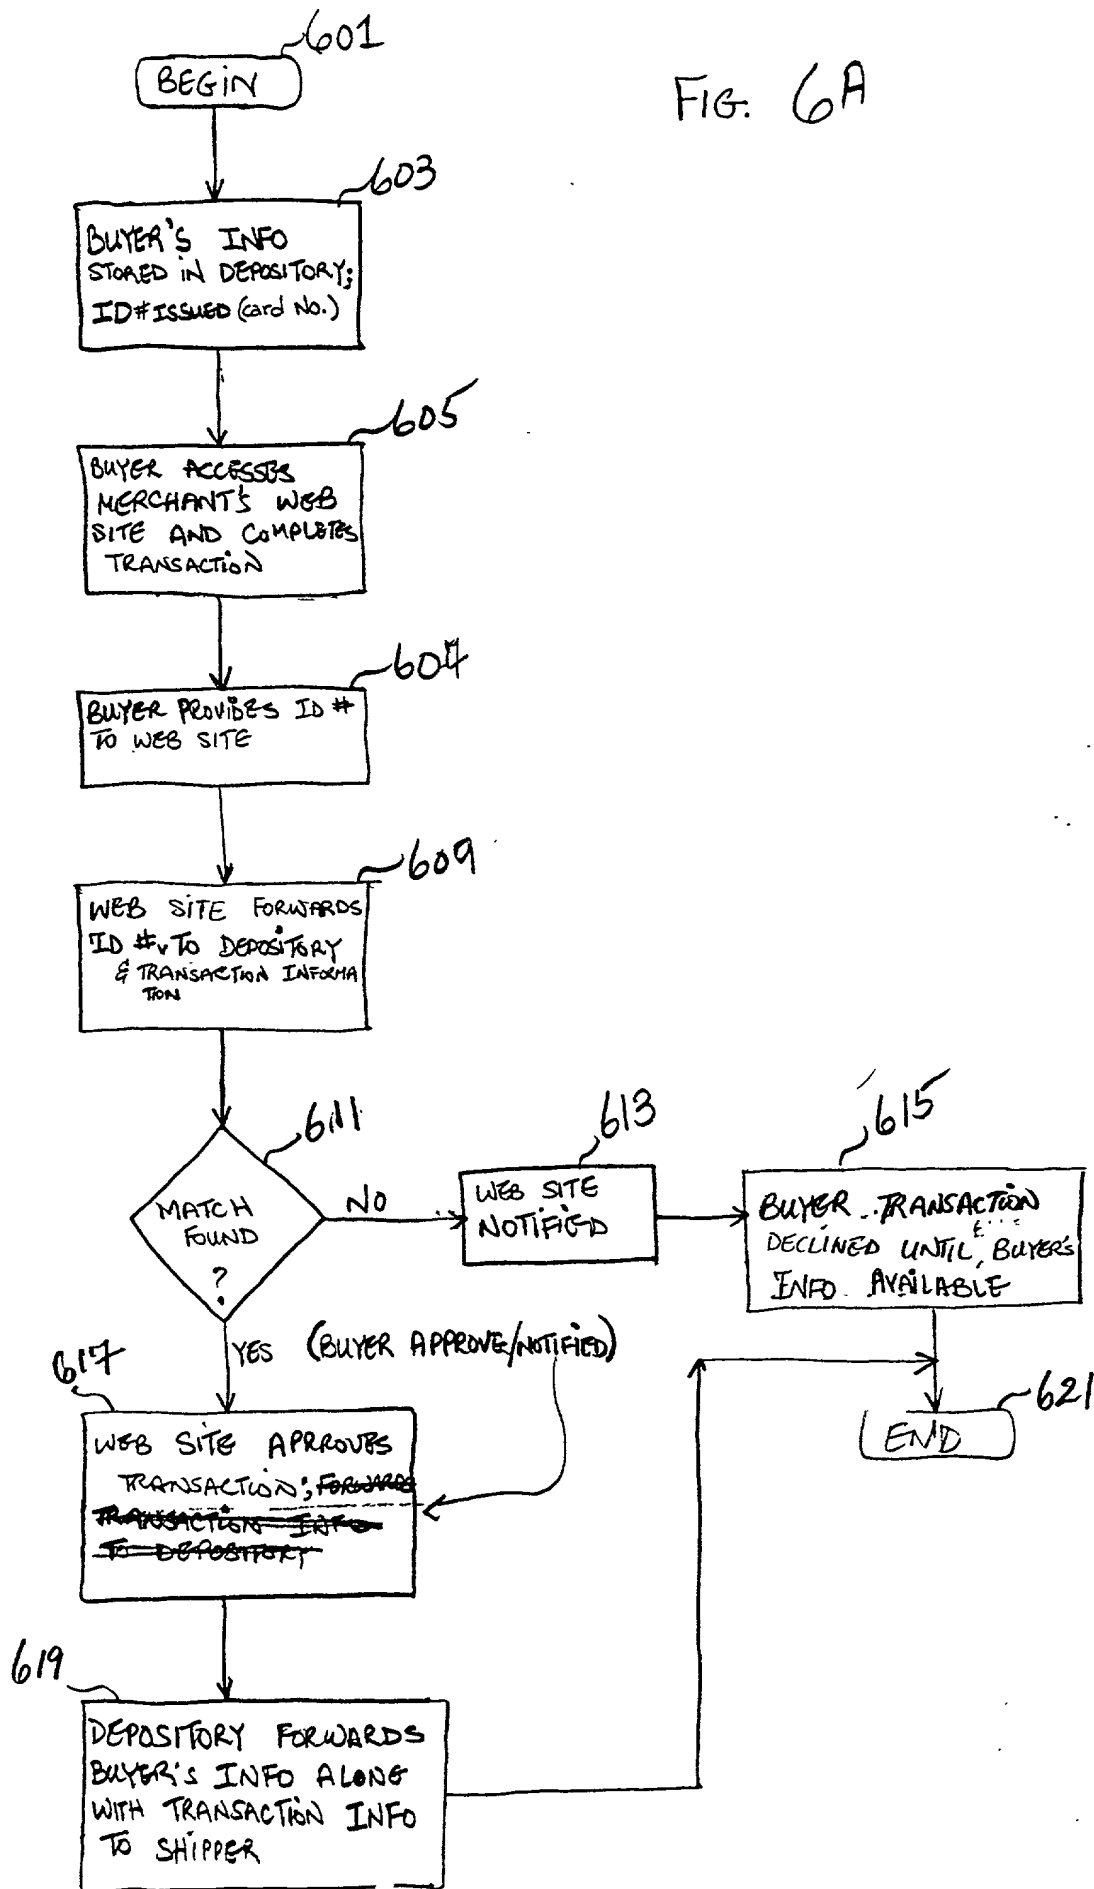 601
BEGIN
FIG. 6A
603
BUYER'S INFO
STORED IN DEPOSITORY;
ID# ISSUED (card No.)
605
BUYER ACCESSES
MERCHANT'S WEB
SITE AND COMPLETES
TRANSACTION
607
BUYER PROVIDES ID #
TO WEB SITE
609
WEB SITE FORWARDS
ID # TO DEPOSITORY
& TRANSACTION INFORMA
TION
611
MATCH
FOUND
?
NO
613
WEB SITE
NOTIFIED
615
BUYER TRANSACTION
DECLINED UNTIL BUYER'S
INFO. AVAILABLE
YES (BUYER APPROVE/NOTIFIED)
617
WEB SITE APRROVES
TRANSACTION; FORWARDS
TRANSACTION INFO
TO DEPOSITORY
621
END
619
DEPOSITORY FORWARDS
BUYER'S INFO ALONG
WITH TRANSACTION INFO
TO SHIPPER